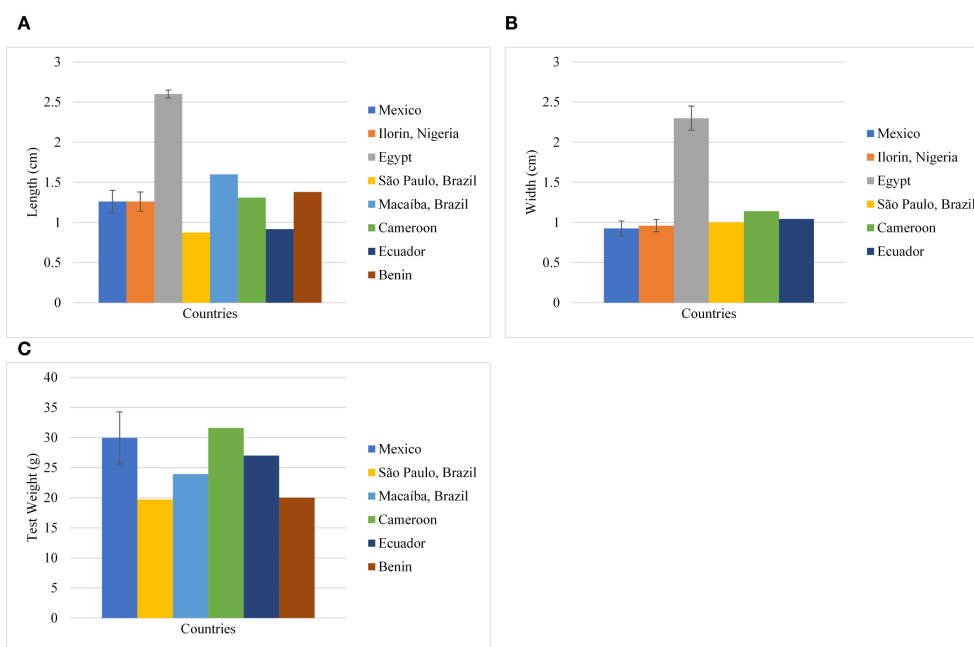 A
3
2.5
2
1.5
1
0.5
0
Length (cm)
Countries
Mexico
Ilorin, Nigeria
Egypt
São Paulo, Brazil
Macaíba, Brazil
Cameroon
Ecuador
Benin
B
3
2.5
2
1.5
1
0.5
0
Width (cm)
Countries
Mexico
Ilorin, Nigeria
Egypt
São Paulo, Brazil
Cameroon
Ecuador
C
40
35
30
25
20
15
10
5
0
Test Weight (g)
Countries
Mexico
São Paulo, Brazil
Macaíba, Brazil
Cameroon
Ecuador
Benin